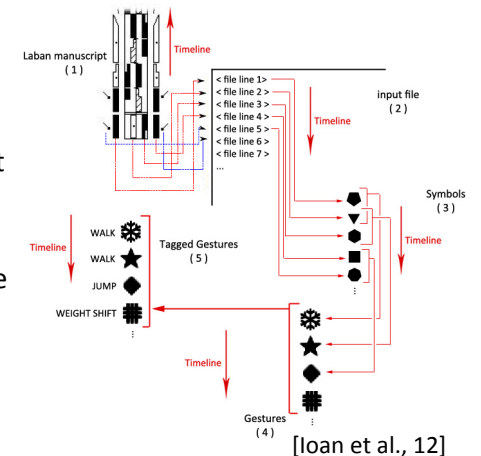 Laban manuscript
( 1 )
Timeline
< file line 1>
< file line 2 >
< file line 3 >
< file line 4 >
< file line 5 >
< file line 6 >
< file line 7 >
...
input file
( 2 )
Timeline
t
e
Symbols
( 3 )
Timeline
Timeline
WALK
WALK
JUMP
WEIGHT SHIFT
Tagged Gestures
( 5 )
Timeline
Gestures
( 4 )
[Ioan et al., 12]